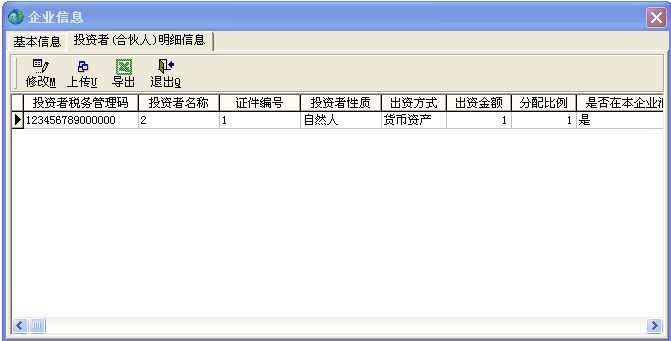 企业信息
基本信息 投资者(合伙人)明细信息
修改M 上传U 导出 退出Q
投资者税务管理码 投资者名称 证件编号 投资者性质 出资方式 出资金额 分配比例 是否在本企业
123456789000000 2 1 自然人 货币资产 1 1 是